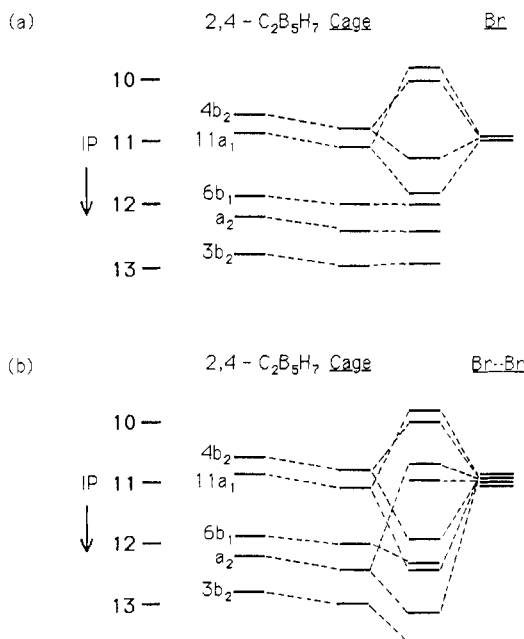 (a) 2,4 - C₂B₅H₇ Cage Br
10
4b₂
11a₁
IP 11
6b₁
12
a₂
3b₂
13
(b) 2,4 - C₂B₅H₇ Cage Br--Br
10
4b₂
11a₁
IP 11
6b₁
12
a₂
3b₂
13